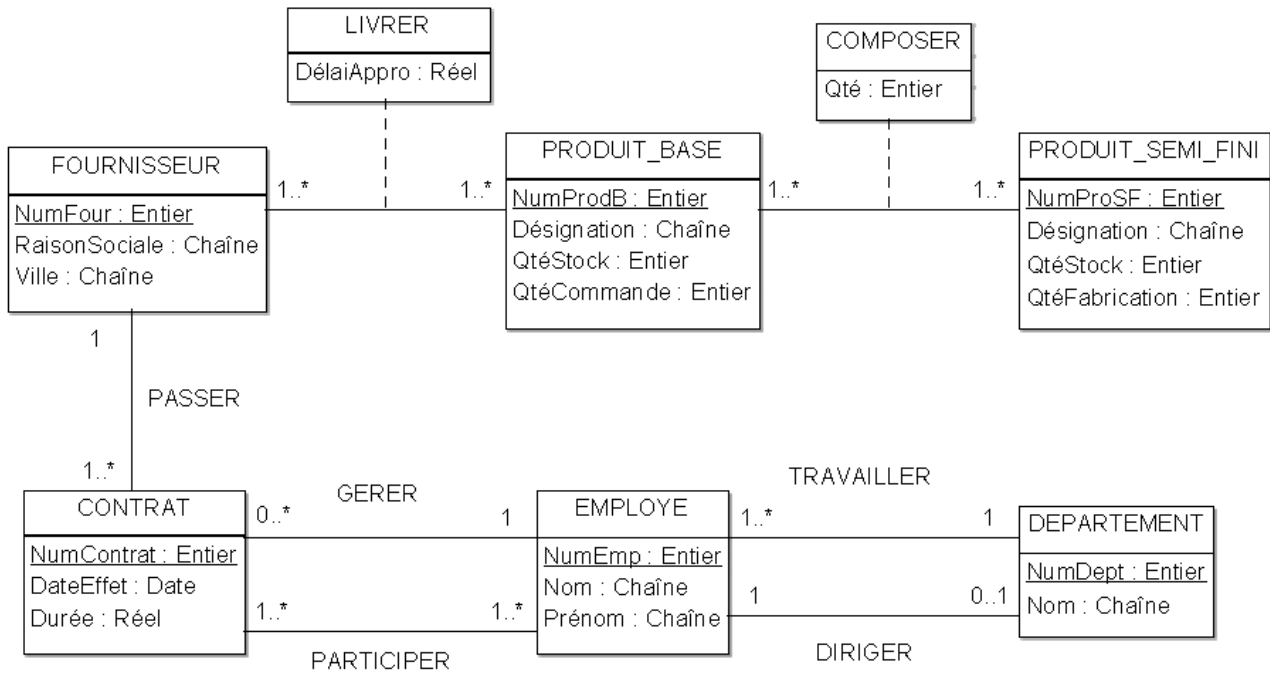 LIVRER
DélaiAppro : Réel
COMPOSER
Qté : Entier
FOURNISSEUR
NumFour : Entier
RaisonSociale : Chaîne
Ville : Chaîne
1..*
1..*
PRODUIT_BASE
NumProdB : Entier
Désignation : Chaîne
QtéStock : Entier
QtéCommande : Entier
1..*
1..*
PRODUIT_SEMI_FINI
NumProSF : Entier
Désignation : Chaîne
QtéStock : Entier
QtéFabrication : Entier
1
PASSER
1..*
CONTRAT
NumContrat : Entier
DateEffet : Date
Durée : Réel
0..*
GERER
1
1..*
PARTICIPER
1..*
EMPLOYE
NumEmp : Entier
Nom : Chaîne
Prénom : Chaîne
TRAVAILLER
1..*
1
1
0..1
DIRIGER
DEPARTEMENT
NumDept : Entier
Nom : Chaîne